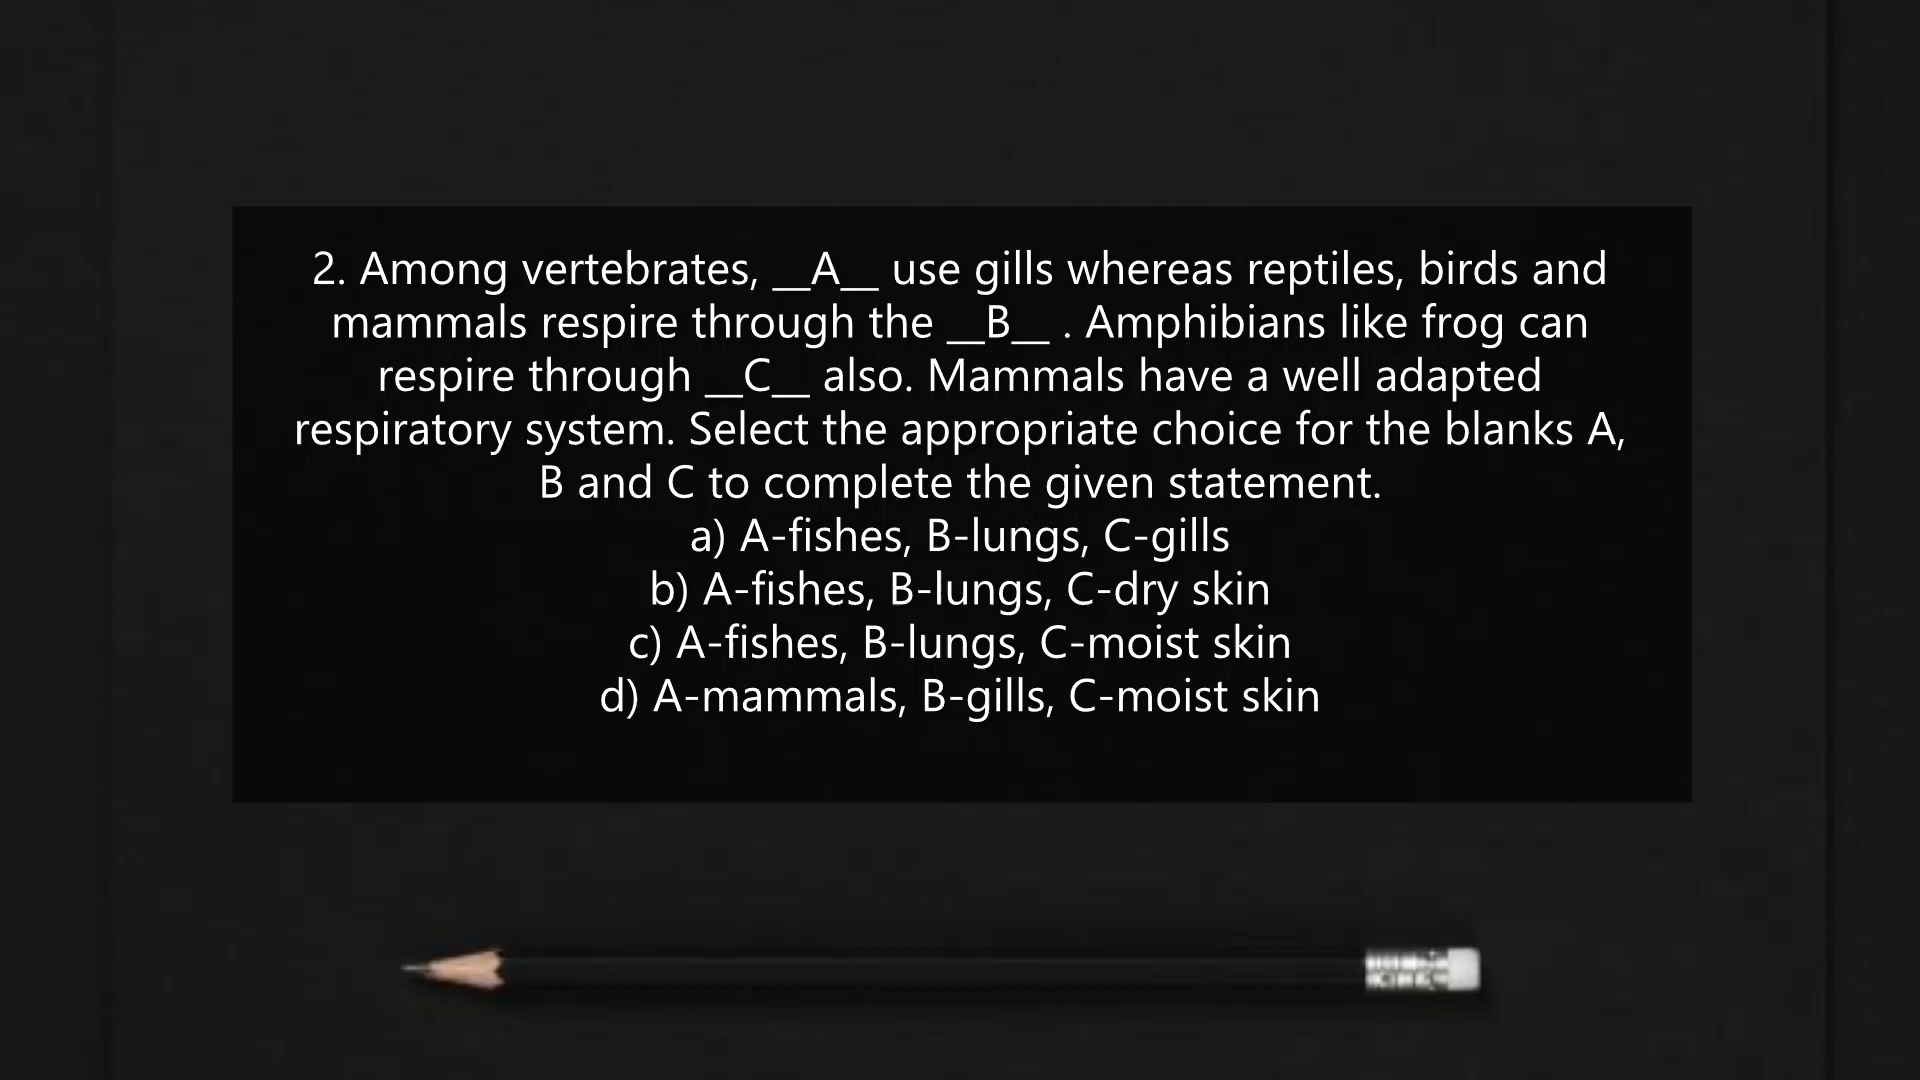 2. Among vertebrates, __A__ use gills whereas reptiles, birds and
mammals respire through the __B__ . Amphibians like frog can
respire through __C__ also. Mammals have a well adapted
respiratory system. Select the appropriate choice for the blanks A,
B and C to complete the given statement.
a) A-fishes, B-lungs, C-gills
b) A-fishes, B-lungs, C-dry skin
c) A-fishes, B-lungs, C-moist skin
d) A-mammals, B-gills, C-moist skin